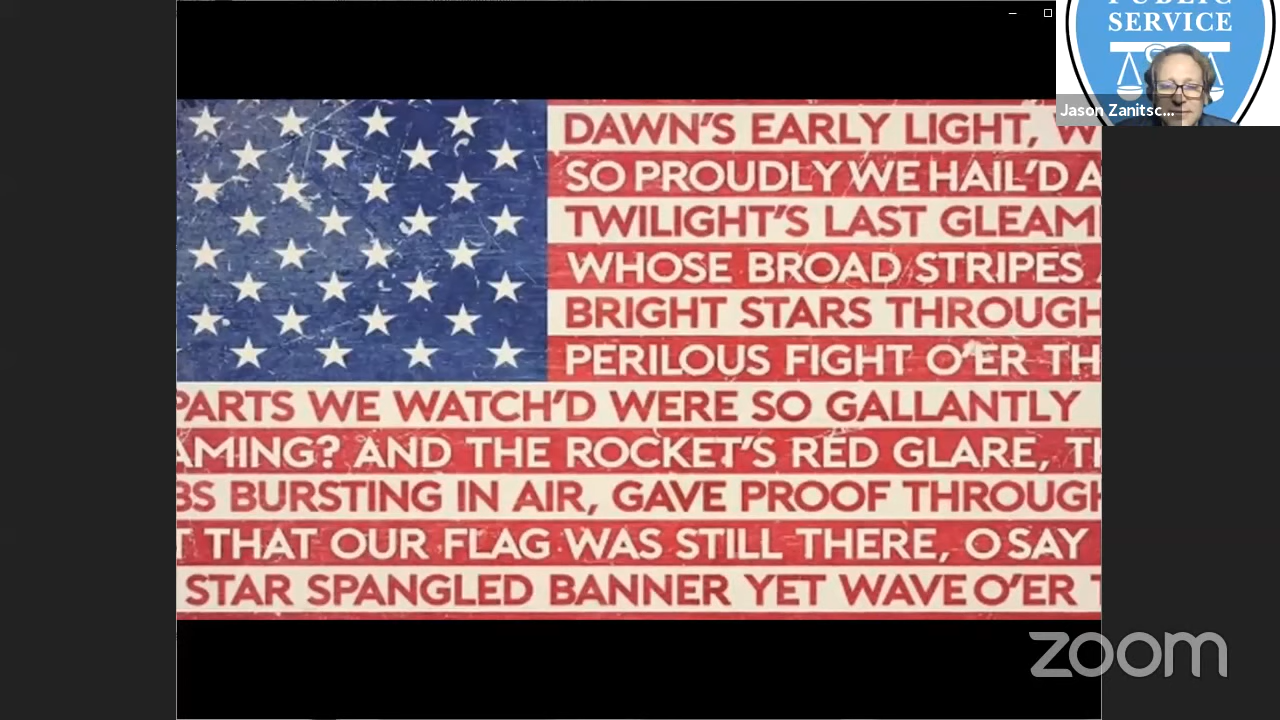 PUBLIC
SERVICE
Jason Zanitsc...
DAWN'S EARLY LIGHT, W
SO PROUDLY WE HAIL'D A
TWILIGHT'S LAST GLEAMI
WHOSE BROAD STRIPES
BRIGHT STARS THROUGH
PERILOUS FIGHT O'ER TH
PARTS WE WATCH'D WERE SO GALLANTLY
AMING? AND THE ROCKET'S RED GLARE, TH
BS BURSTING IN AIR, GAVE PROOF THROUGH
T THAT OUR FLAG WAS STILL THERE, O SAY
STAR SPANGLED BANNER YET WAVE O'ER T
zoom